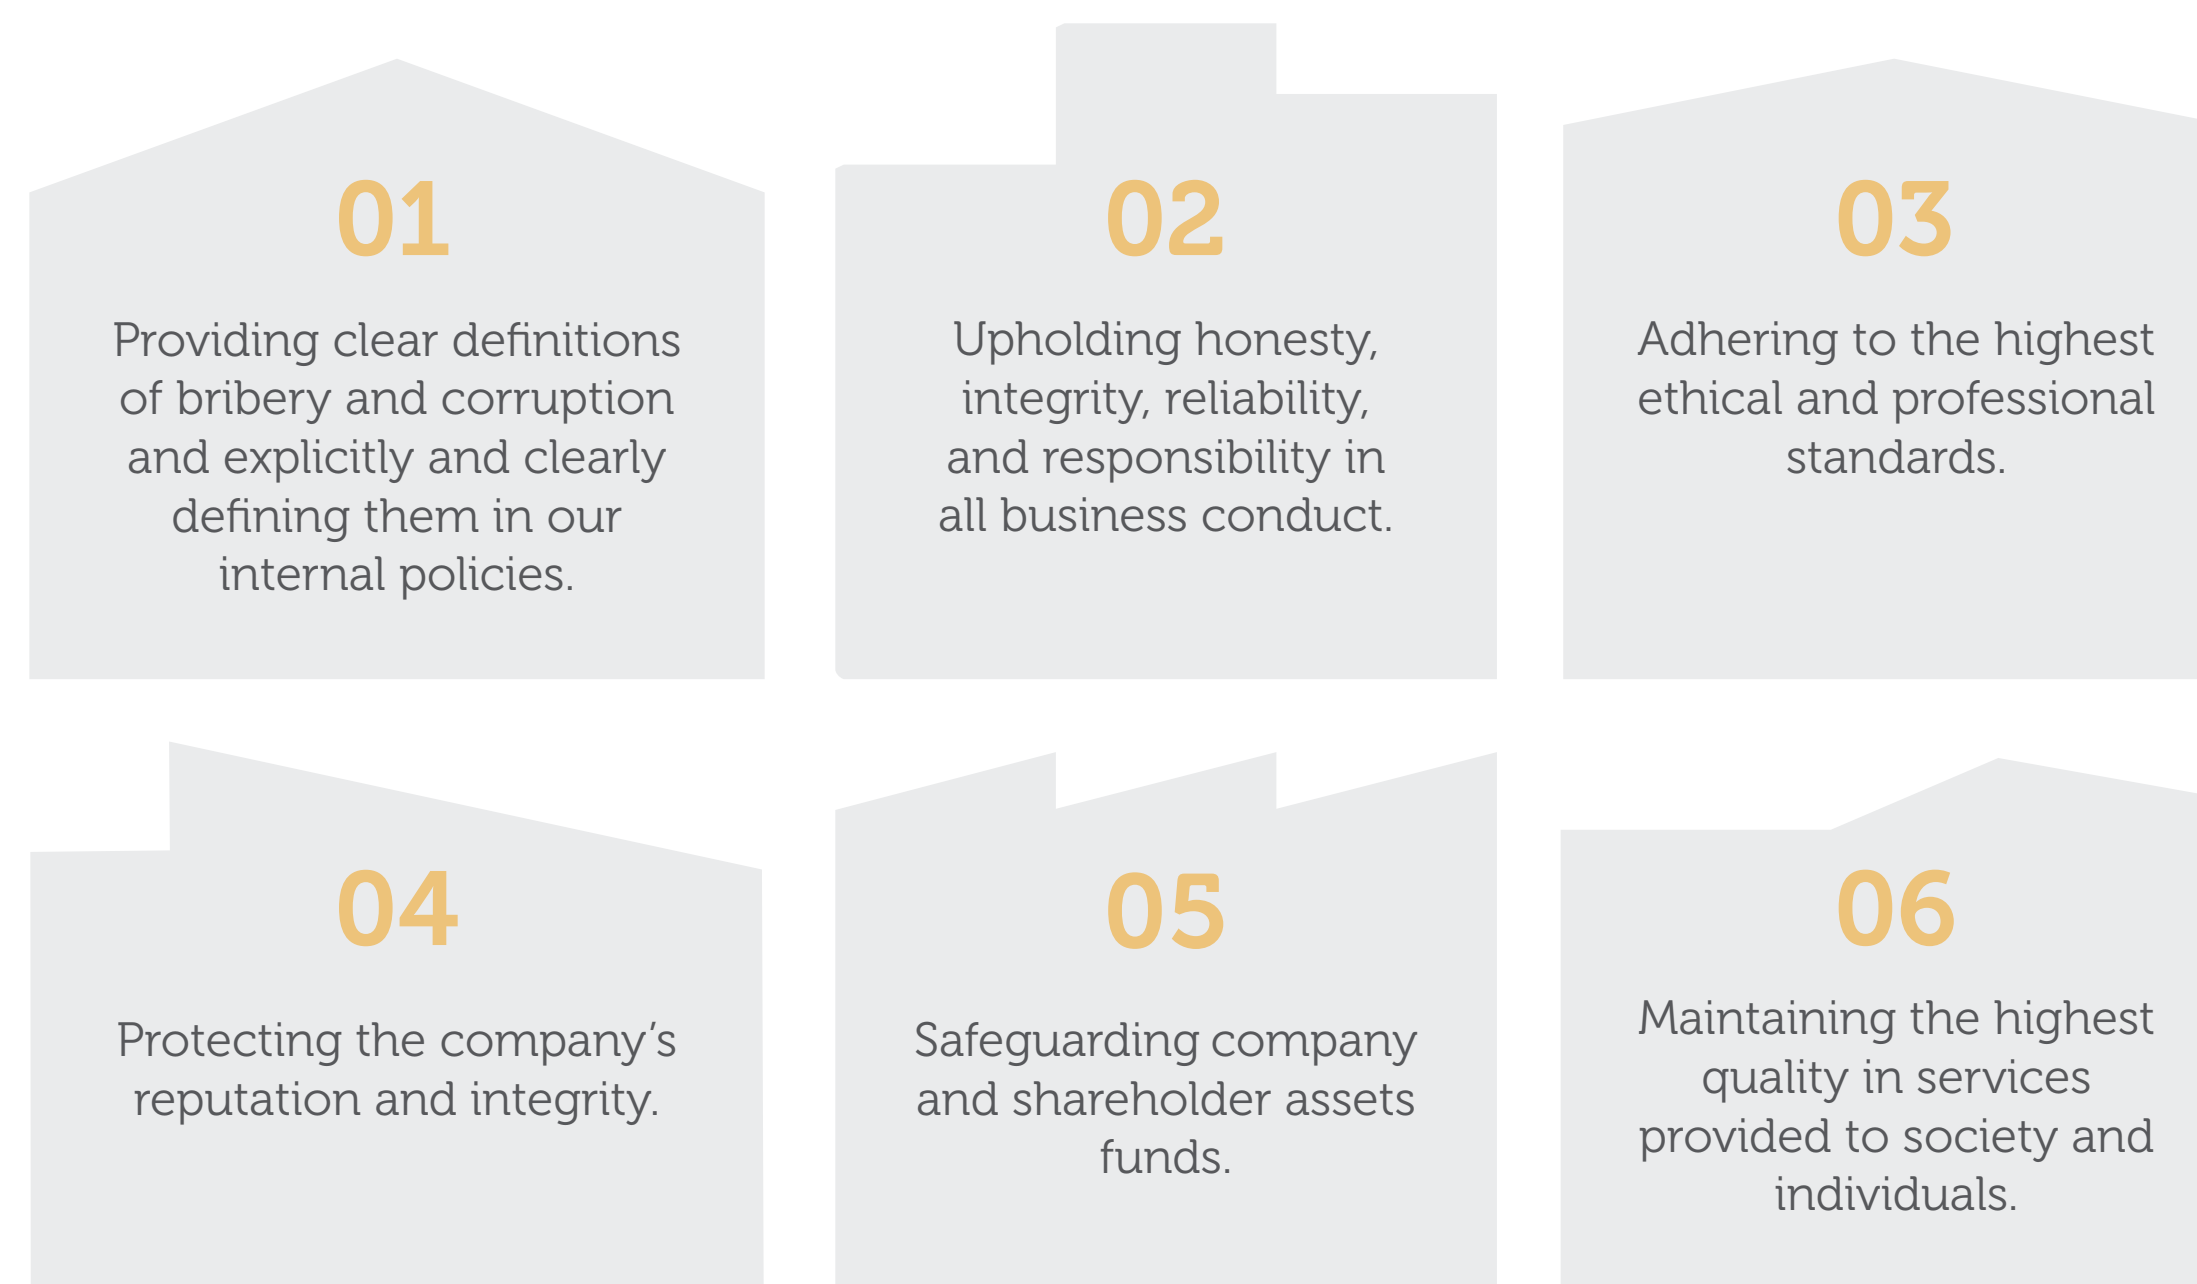 01
Providing clear definitions
of bribery and corruption
and explicitly and clearly
defining them in our
internal policies.
02
Upholding honesty,
integrity, reliability,
and responsibility in
all business conduct.
03
Adhering to the highest
ethical and professional
standards.
04
Protecting the company’s
reputation and integrity.
05
Safeguarding company
and shareholder assets
funds.
06
Maintaining the highest
quality in services
provided to society and
individuals.